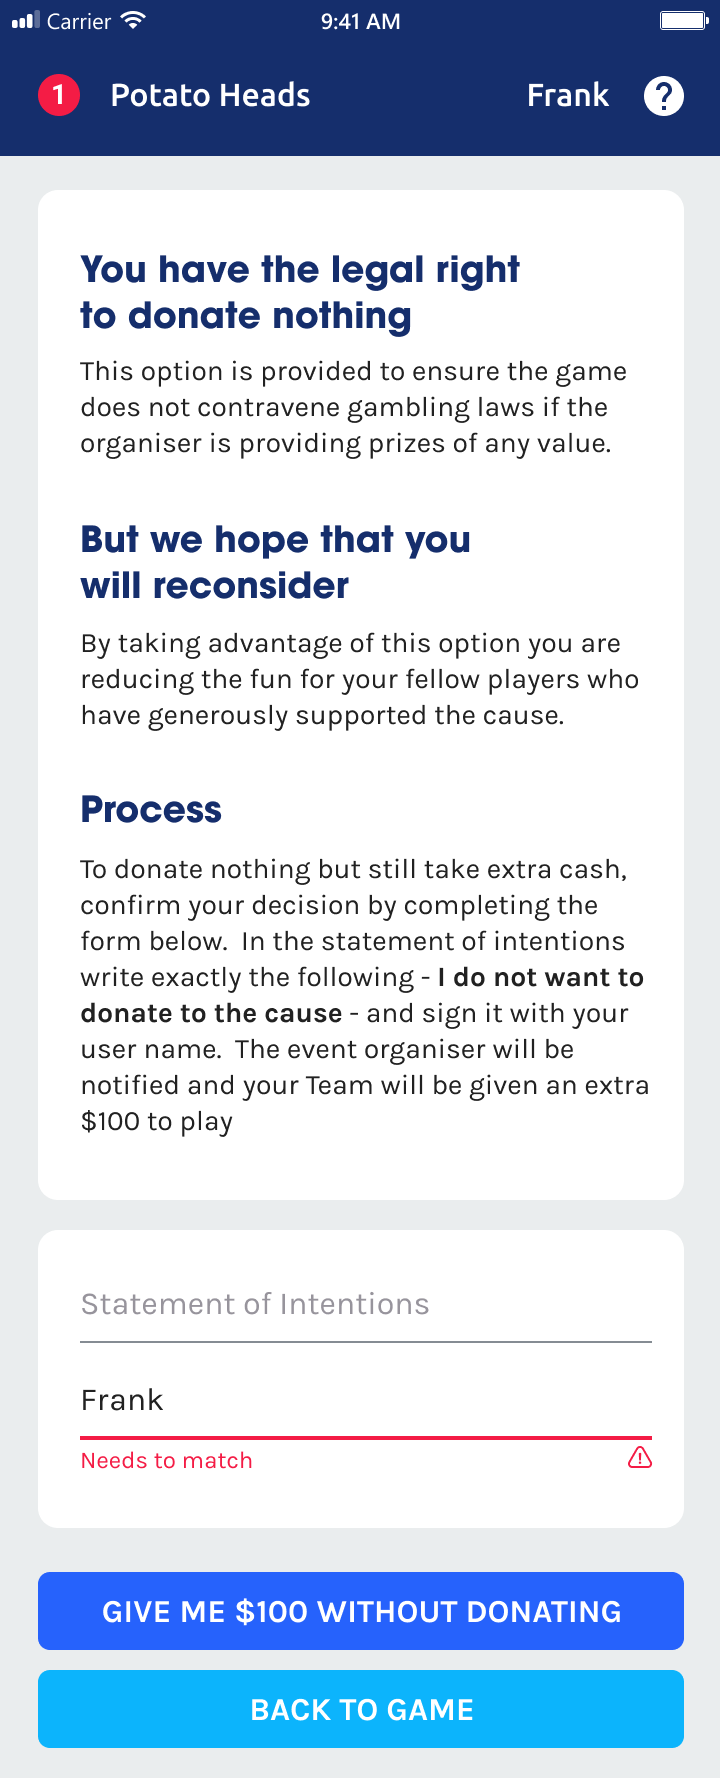 Carrier 9:41 AM
1 Potato Heads Frank ?
You have the legal right
to donate nothing
This option is provided to ensure the game
does not contravene gambling laws if the
organiser is providing prizes of any value.
But we hope that you
will reconsider
By taking advantage of this option you are
reducing the fun for your fellow players who
have generously supported the cause.
Process
To donate nothing but still take extra cash,
confirm your decision by completing the
form below.  In the statement of intentions
write exactly the following - I do not want to
donate to the cause - and sign it with your
user name.  The event organiser will be
notified and your Team will be given an extra
$100 to play
Statement of Intentions
Frank
Needs to match
GIVE ME $100 WITHOUT DONATING
BACK TO GAME